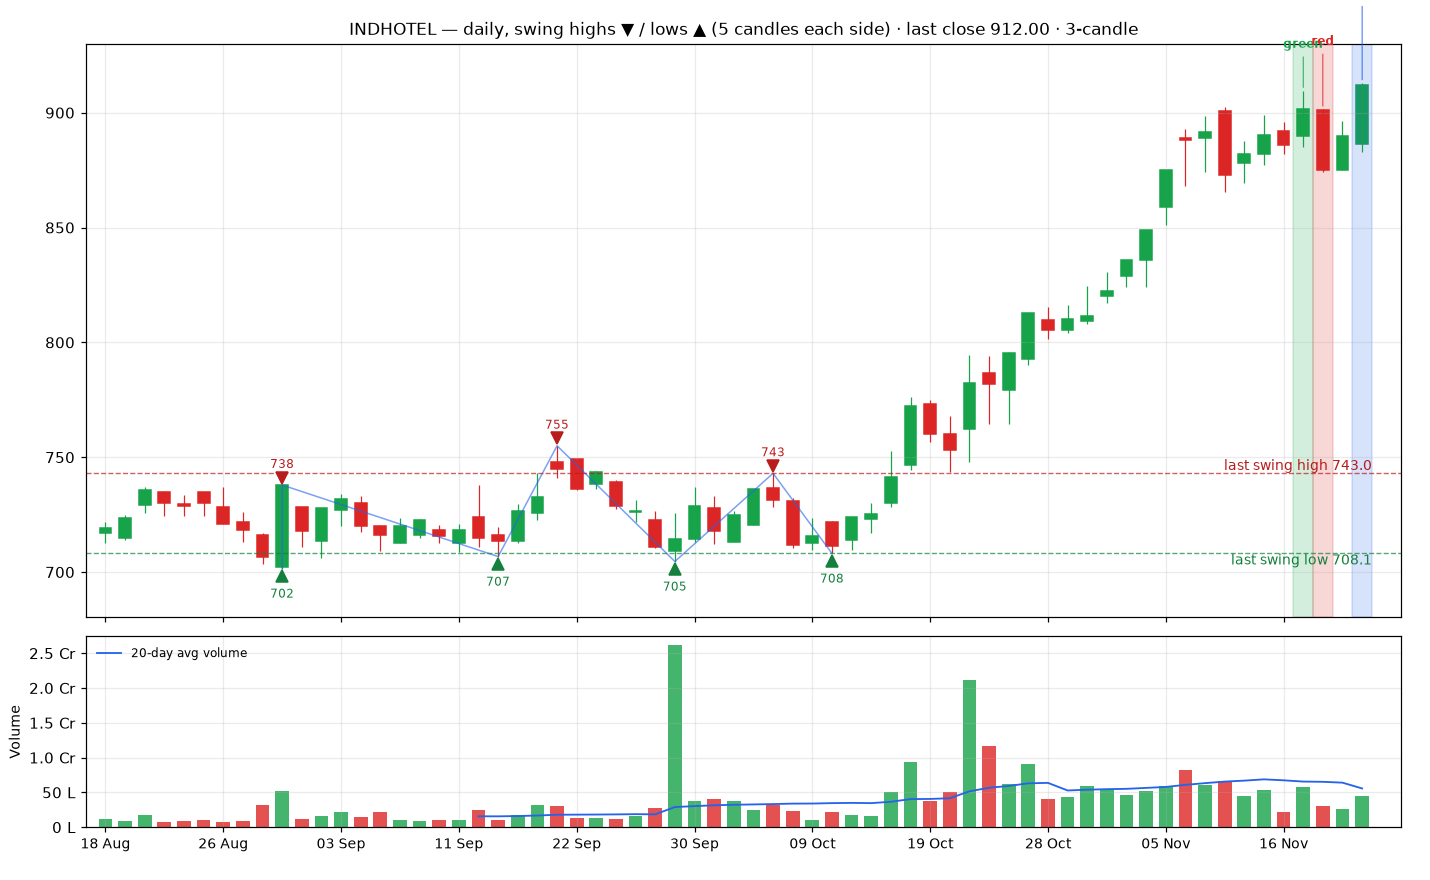 INDHOTEL — daily, swing highs ▼ / lows ▲ (5 candles each side) · last close 912.00 · 3-candle
green
red
900
850
800
750
700
755
743
738
last swing high 743.0
last swing low 708.1
702
707
705
708
Volume
20-day avg volume
2.5 Cr
2.0 Cr
1.5 Cr
1.0 Cr
50 L
0 L
18 Aug
26 Aug
03 Sep
11 Sep
22 Sep
30 Sep
09 Oct
19 Oct
28 Oct
05 Nov
16 Nov